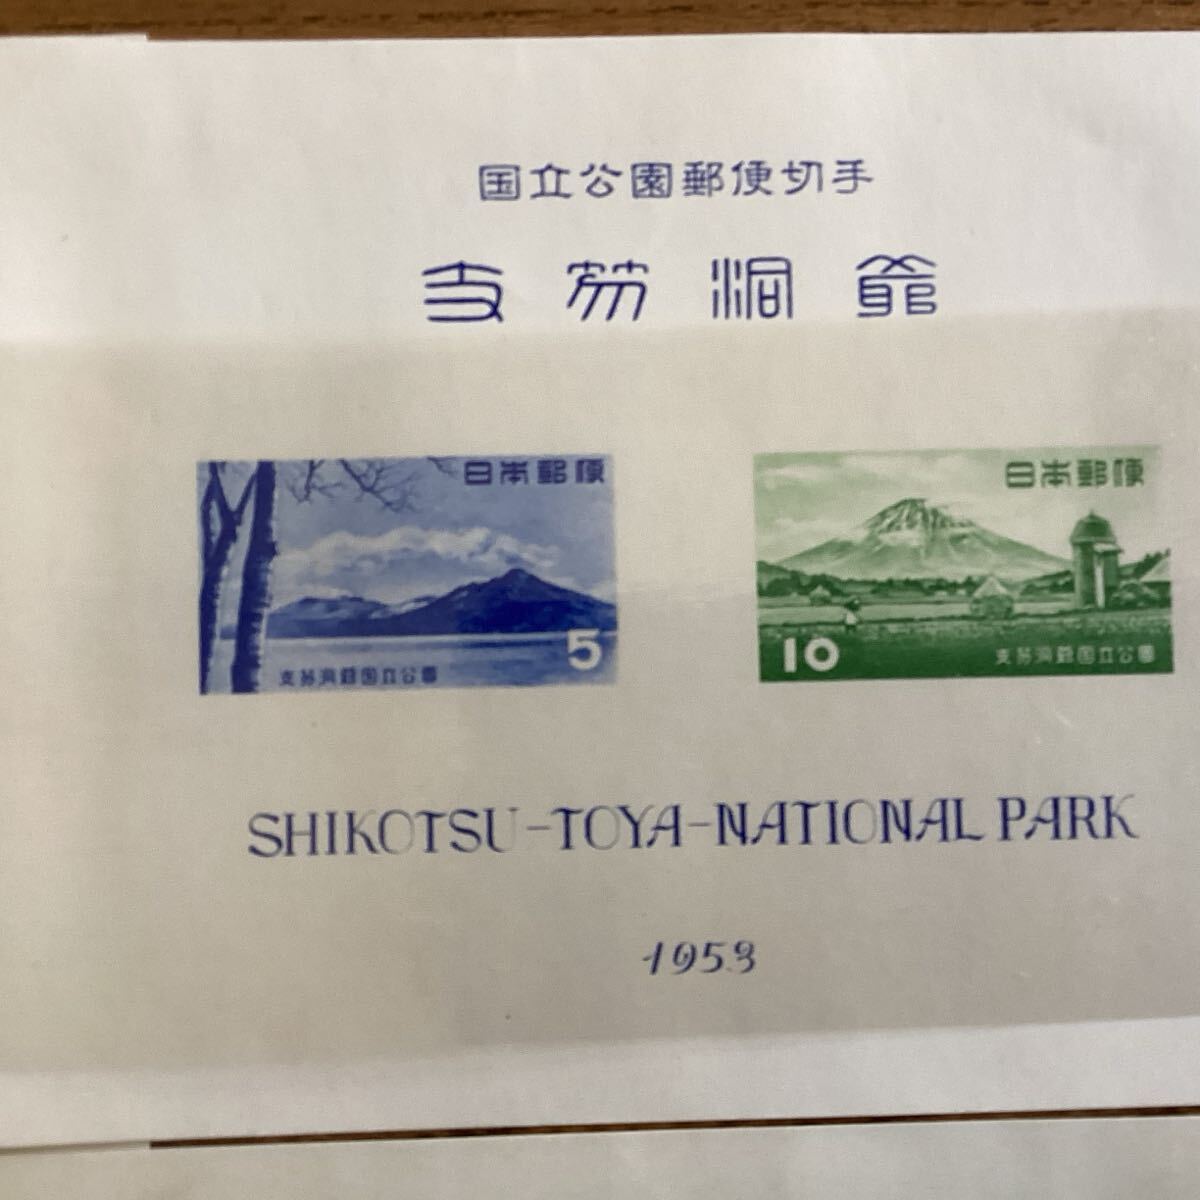 国立公園郵便切手
支笏洞爺
日本郵便
5
支笏洞爺国立公園
日本郵便
10
支笏洞爺国立公園
SHIKOTSU-TOYA-NATIONAL PARK
1953